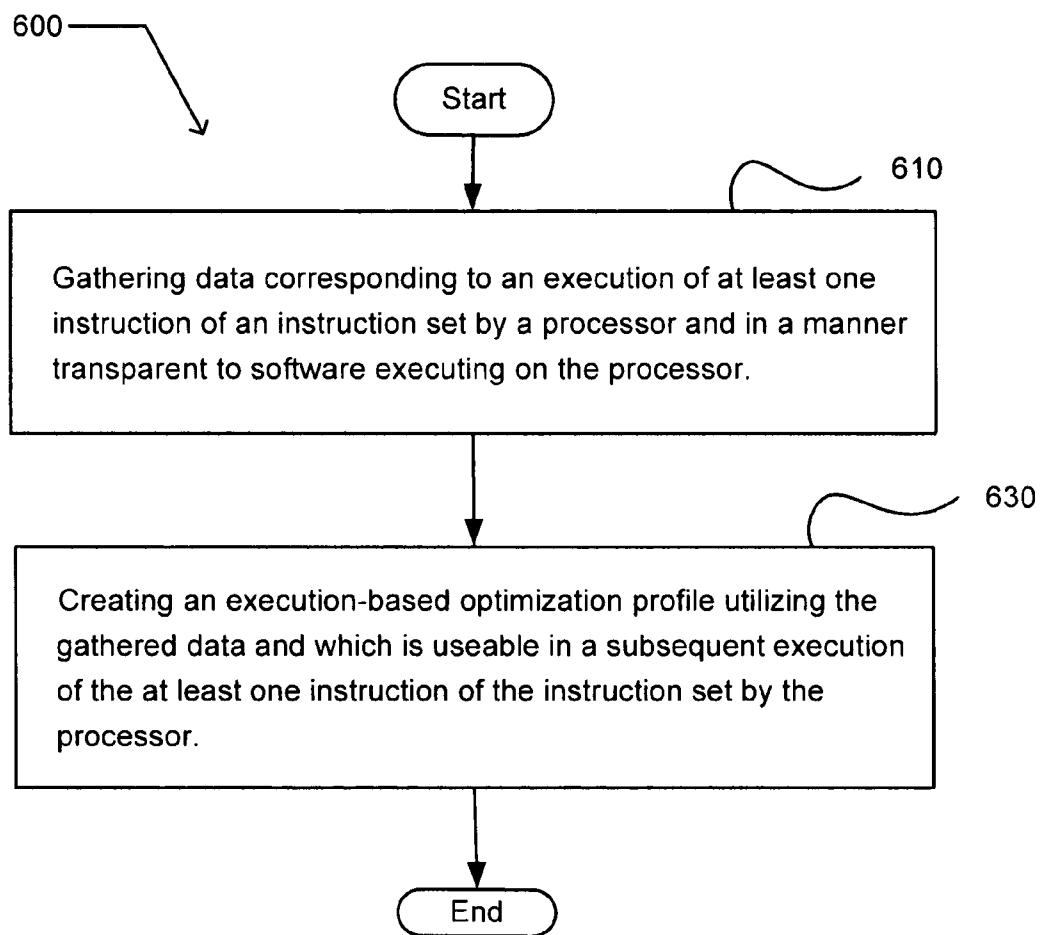 600
Start
610
Gathering data corresponding to an execution of at least one
instruction of an instruction set by a processor and in a manner
transparent to software executing on the processor.
630
Creating an execution-based optimization profile utilizing the
gathered data and which is useable in a subsequent execution
of the at least one instruction of the instruction set by the
processor.
End